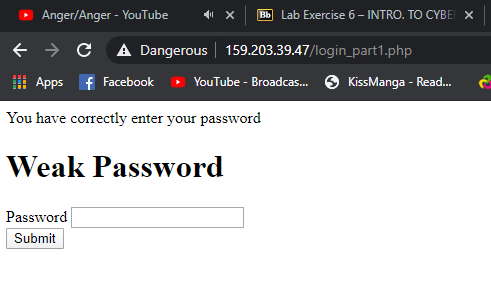 Anger/Anger - YouTube
Bb Lab Exercise 6 – INTRO. TO CYBE
Dangerous | 159.203.39.47/login_part1.php
Apps Facebook YouTube - Broadcas... KissManga - Read...
You have correctly enter your password
Weak Password
Password
Submit